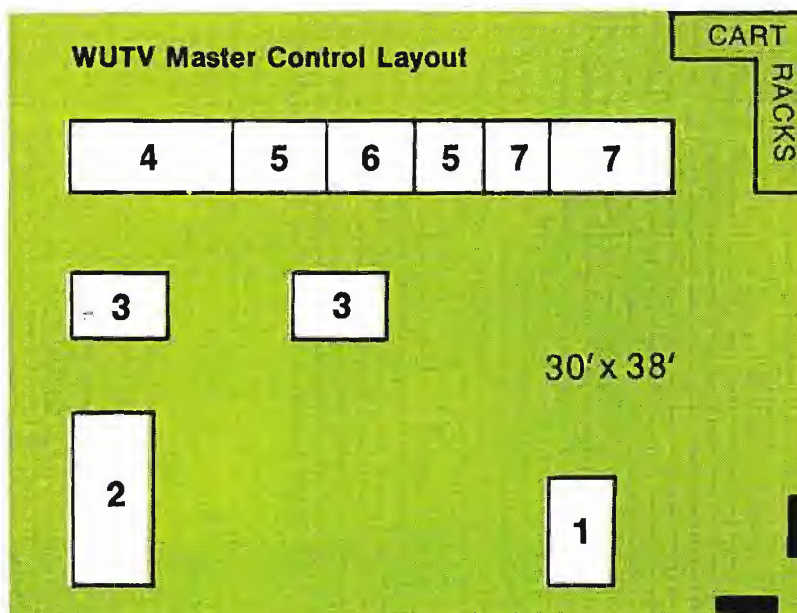 WUTV Master Control Layout
CART
RACKS
4 5 6 5 7 7
3 3
30' x 38'
2
1